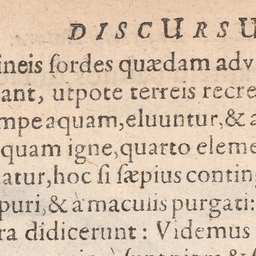 DISCURSU
ineis ſordes quædam adv
ant, utpote terreis recre
mpe aquam, eluuntur, & a
quam igne, quarto eleme
atur, hoc ſi ſæpius conting
puri, & à maculis purgati:
ra didicerunt: Videmus